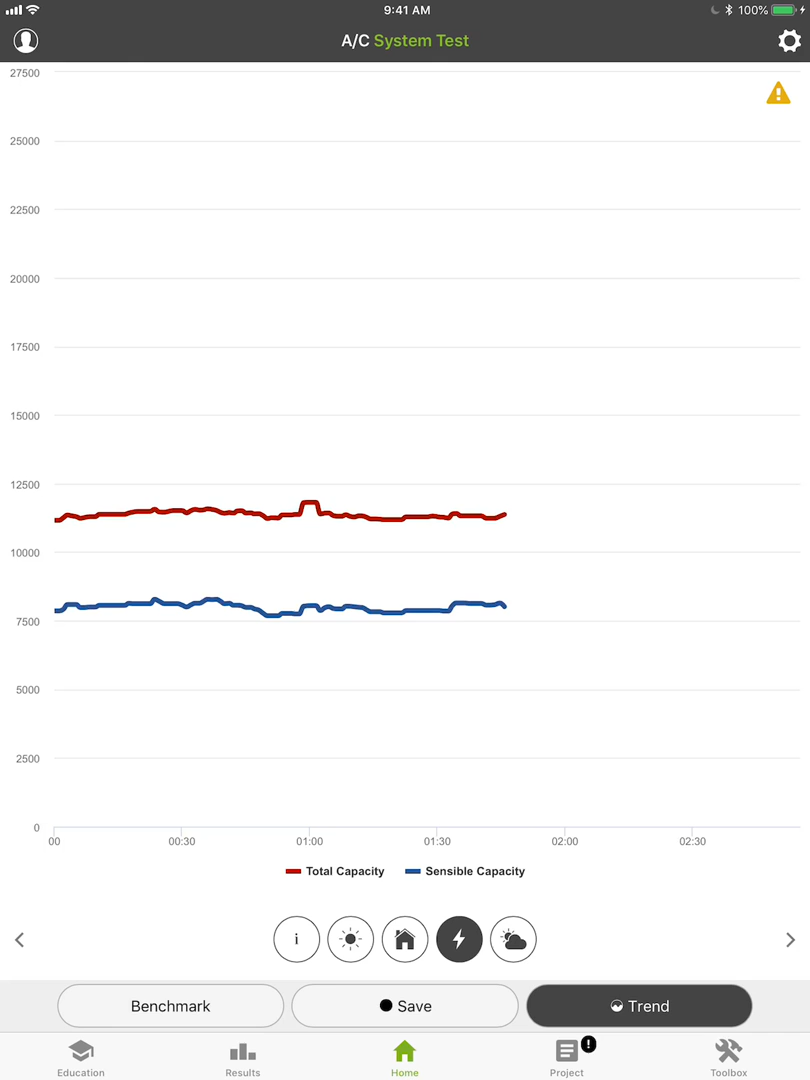 9:41 AM
100%
A/C System Test
27500
25000
22500
20000
17500
15000
12500
10000
7500
5000
2500
0
00
00:30
01:00
01:30
02:00
02:30
Total Capacity
Sensible Capacity
i
Benchmark
Save
Trend
Education
Results
Home
Project
!
Toolbox